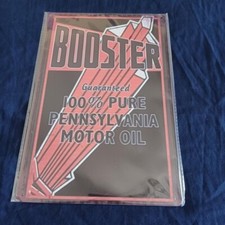 BOOSTER
Guaranteed
100% PURE
PENNSYLVANIA
MOTOR OIL